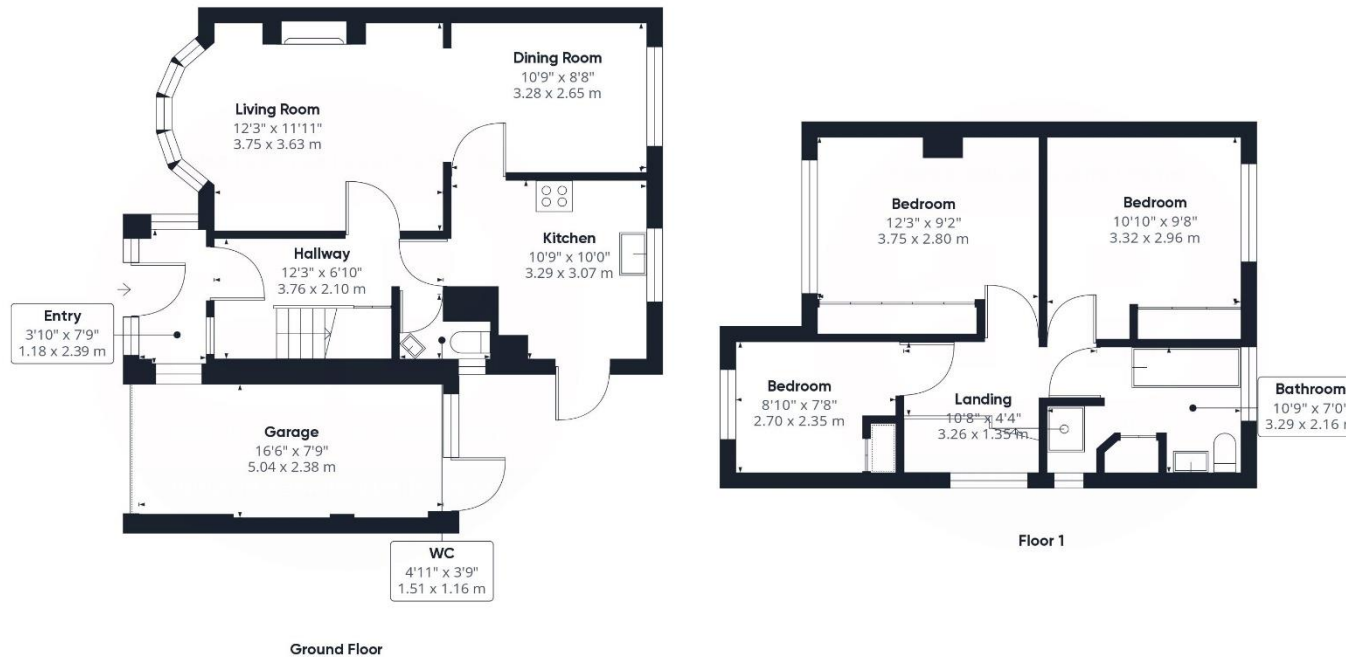 Dining Room
10'9" x 8'8"
3.28 x 2.65 m
Living Room
12'3" x 11'11"
3.75 x 3.63 m
Kitchen
10'9" x 10'0"
3.29 x 3.07 m
Hallway
12'3" x 6'10"
3.76 x 2.10 m
Entry
3'10" x 7'9"
1.18 x 2.39 m
Garage
16'6" x 7'9"
5.04 x 2.38 m
WC
4'11" x 3'9"
1.51 x 1.16 m
Ground Floor
Bedroom
12'3" x 9'2"
3.75 x 2.80 m
Bedroom
10'10" x 9'8"
3.32 x 2.96 m
Bedroom
8'10" x 7'8"
2.70 x 2.35 m
Landing
10'8" x 4'4"
3.26 x 1.35 m
Bathroom
10'9" x 7'0"
3.29 x 2.16 m
Floor 1